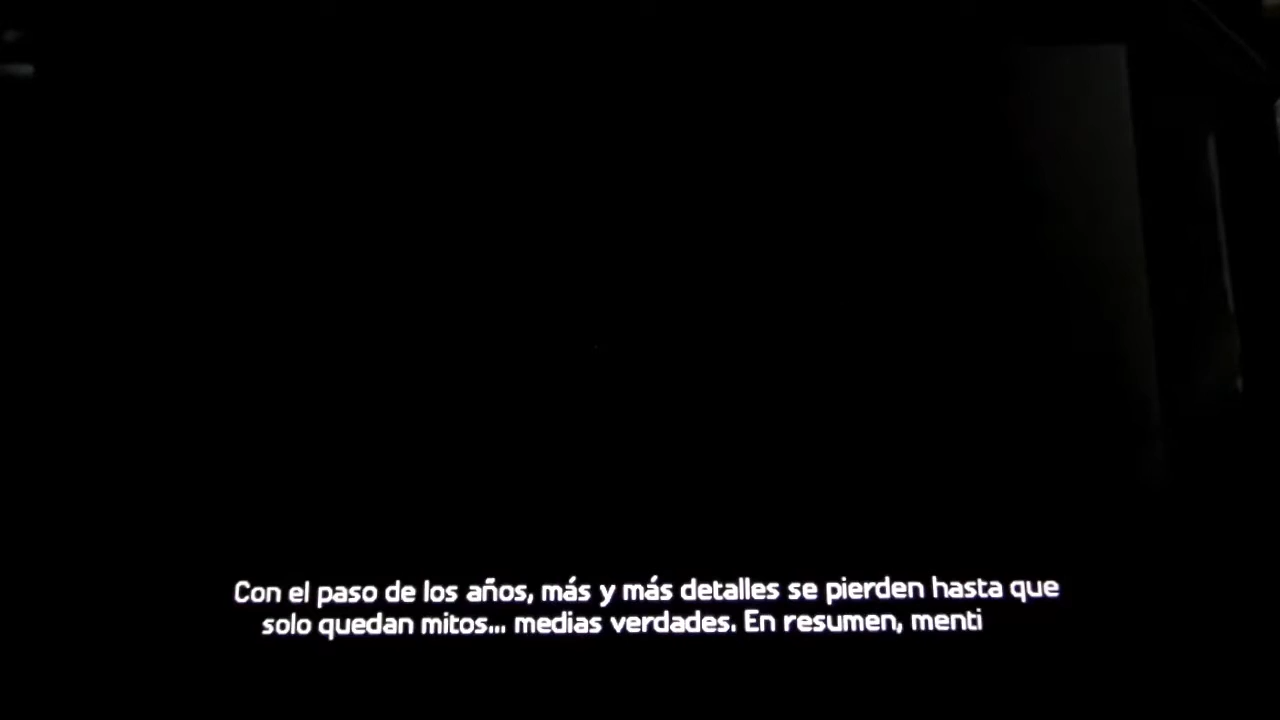 Con el paso de los años, más y más detalles se pierden hasta que
solo quedan mitos... medias verdades. En resumen, menti